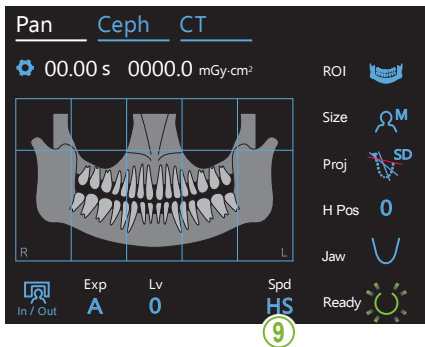 Pan Ceph CT
00.00 s 0000.0 mGy·cm²
ROI
Size M
Proj SD
H Pos 0
R L
Jaw
Exp Lv Spd
In / Out A 0 HS
Ready
9